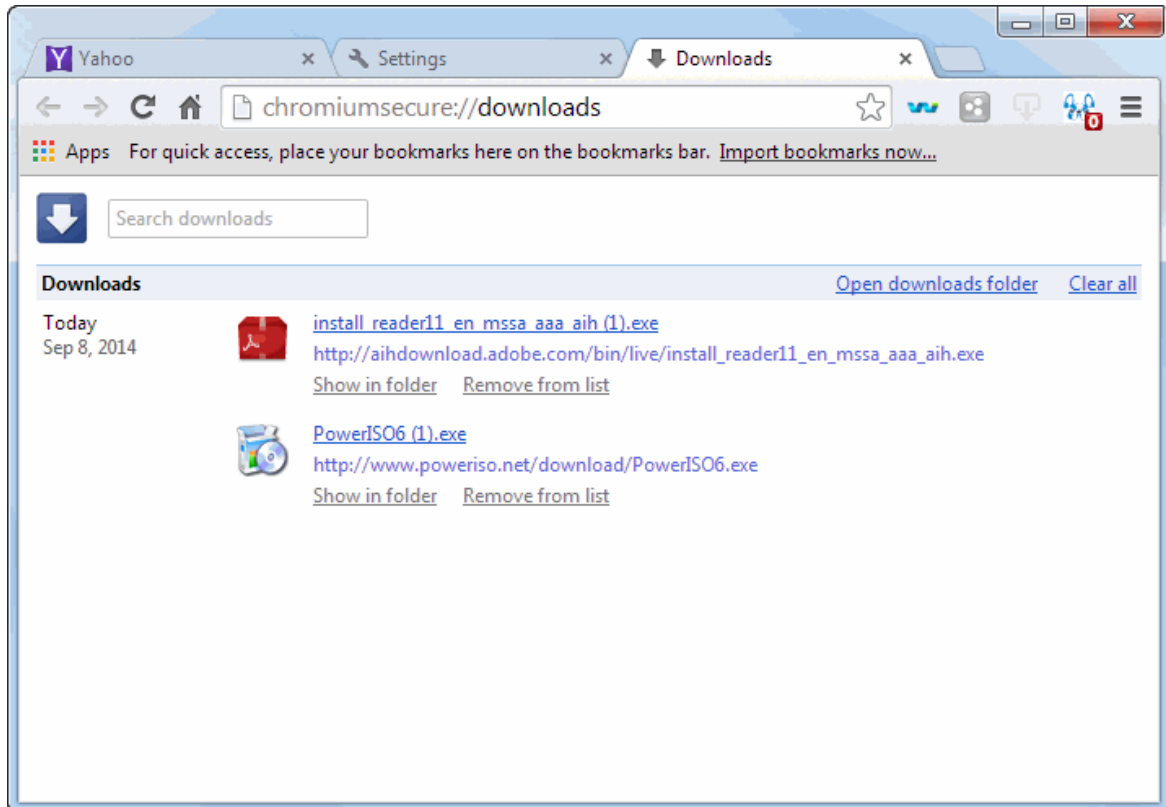 Yahoo Settings Downloads
chromiumsecure://downloads
0
Apps For quick access, place your bookmarks here on the bookmarks bar. Import bookmarks now...
Search downloads
Downloads Open downloads folder Clear all
Today install_reader11_en_mssa_aaa_aih (1).exe
Sep 8, 2014 http://aihdownload.adobe.com/bin/live/install_reader11_en_mssa_aaa_aih.exe
Show in folder Remove from list
PowerISO6 (1).exe
http://www.poweriso.net/download/PowerISO6.exe
Show in folder Remove from list